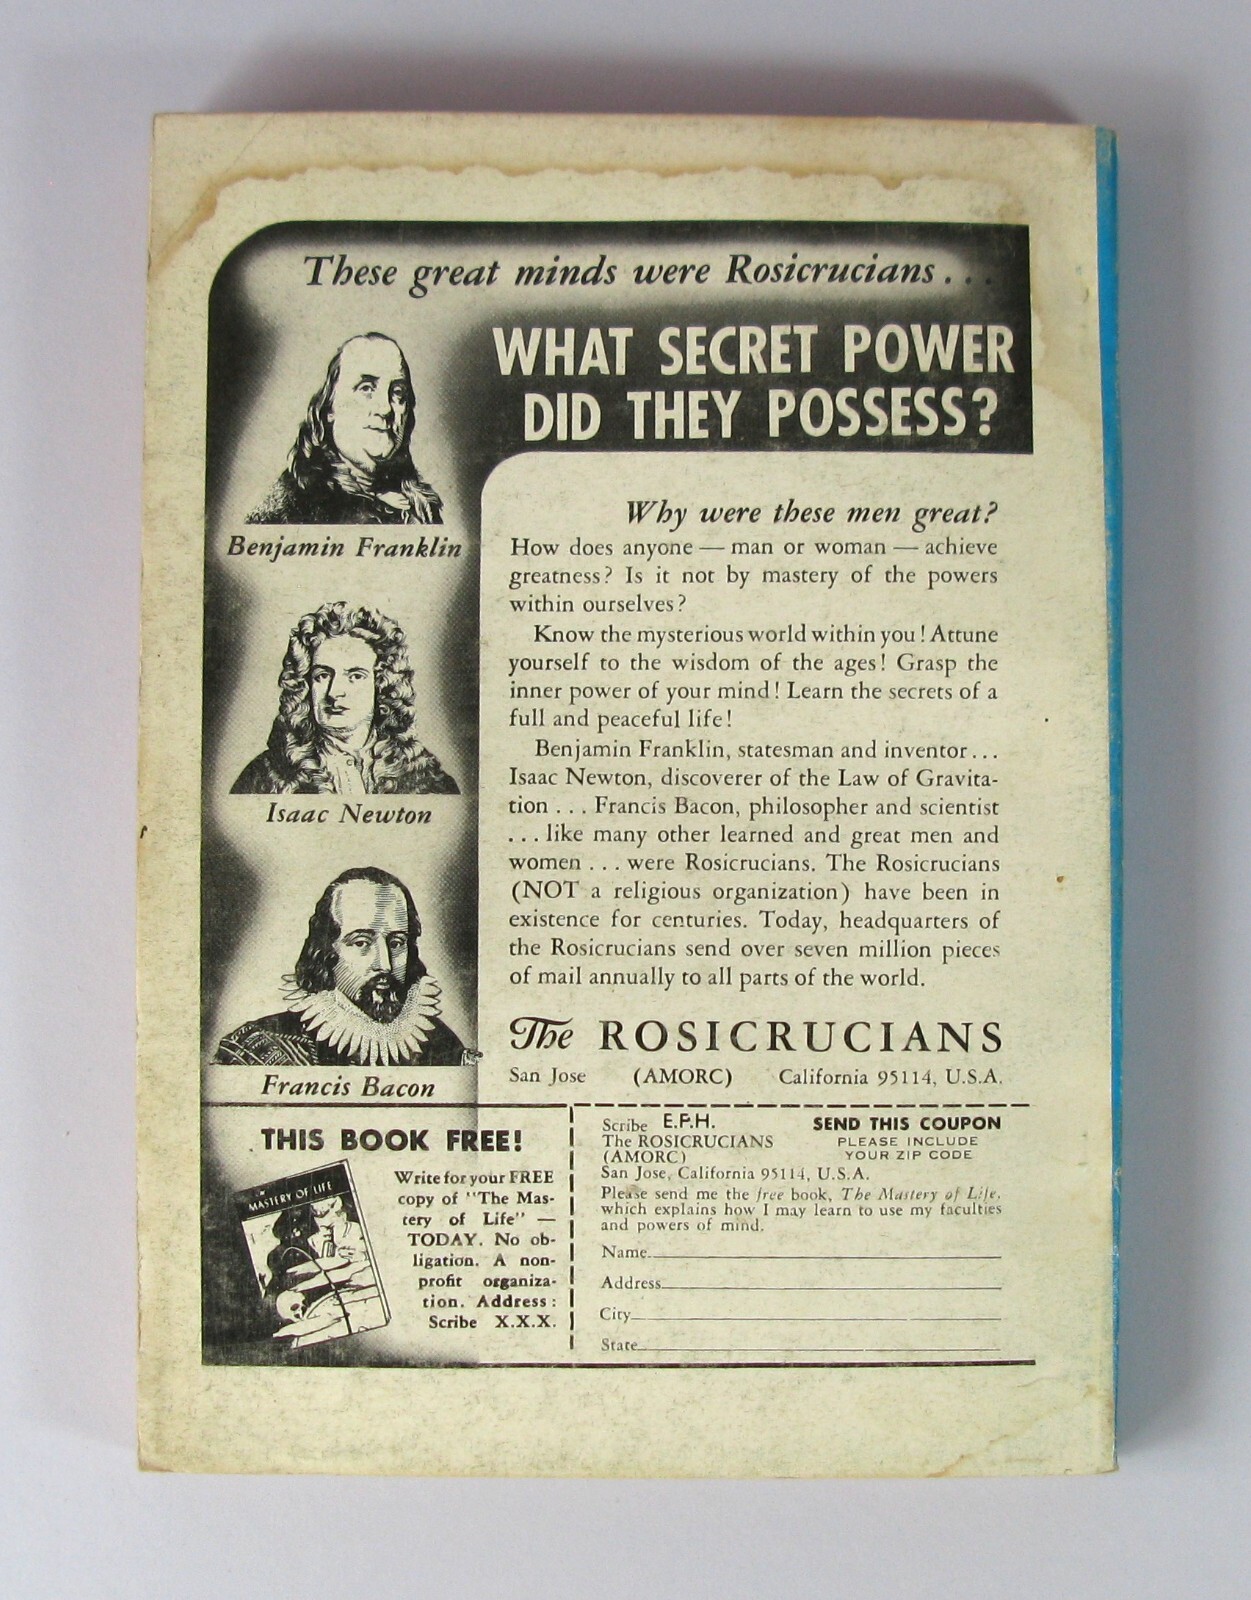 These great minds were Rosicrucians...
WHAT SECRET POWER
DID THEY POSSESS?
Benjamin Franklin
Isaac Newton
Francis Bacon
Why were these men great?
How does anyone — man or woman — achieve
greatness? Is it not by mastery of the powers
within ourselves?
Know the mysterious world within you! Attune
yourself to the wisdom of the ages! Grasp the
inner power of your mind! Learn the secrets of a
full and peaceful life!
Benjamin Franklin, statesman and inventor...
Isaac Newton, discoverer of the Law of Gravita-
tion ... Francis Bacon, philosopher and scientist
... like many other learned and great men and
women ... were Rosicrucians. The Rosicrucians
(NOT a religious organization) have been in
existence for centuries. Today, headquarters of
the Rosicrucians send over seven million pieces
of mail annually to all parts of the world.
The ROSICRUCIANS
San Jose (AMORC) California 95114, U.S.A.
THIS BOOK FREE!
MASTERY OF LIFE
Write for your FREE
copy of "The Mas-
tery of Life" —
TODAY. No ob-
ligation. A non-
profit organiza-
tion. Address:
Scribe X.X.X.
Scribe E.P.H.
The ROSICRUCIANS
(AMORC)
San Jose, California 95114, U.S.A.
SEND THIS COUPON
PLEASE INCLUDE
YOUR ZIP CODE
Please send me the free book, The Mastery of Life,
which explains how I may learn to use my faculties
and powers of mind.
Name
Address
City
State